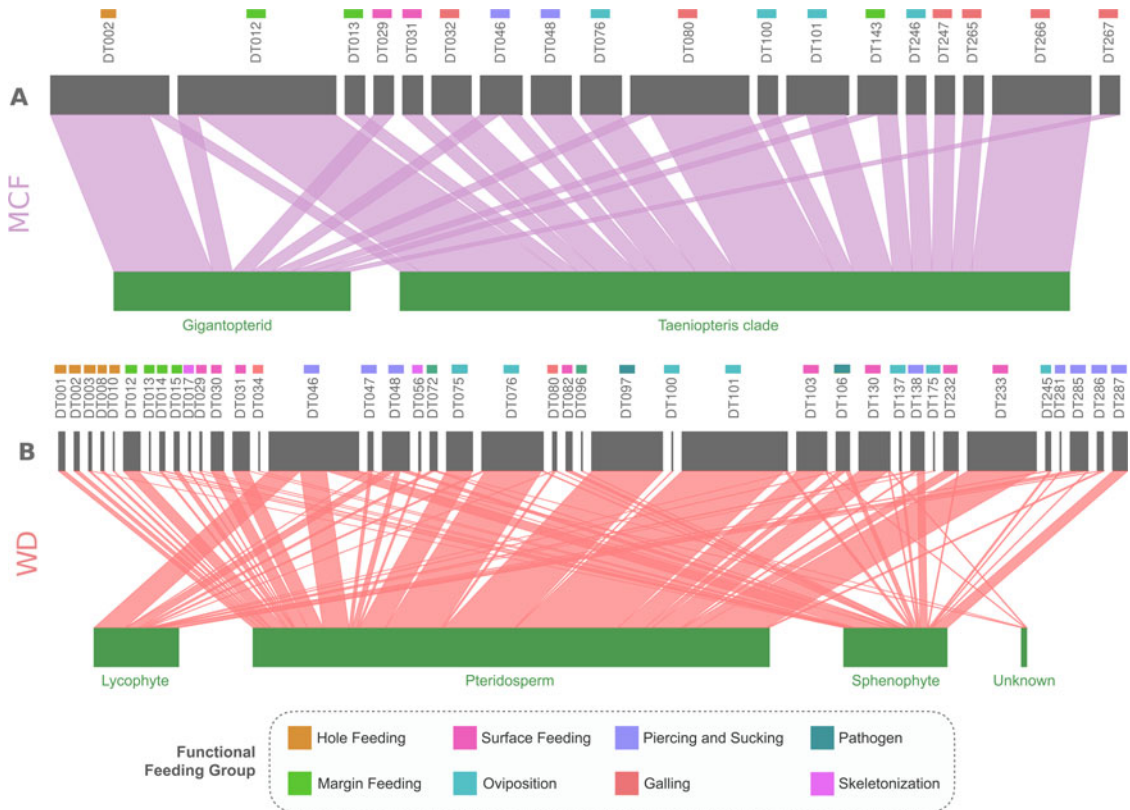 DT002 DT012 DT013 DT029 DT031 DT032 DT046 DT048 DT076 DT080 DT100 DT101 DT143 DT246 DT247 DT265 DT266 DT267
A
MCF
Gigantopterid Taeniopteris clade
DT001 DT002 DT003 DT008 DT010 DT012 DT013 DT014 DT015 DT017 DT029 DT030 DT031 DT034 DT046 DT047 DT048 DT056 DT072 DT075 DT076 DT080 DT082 DT096 DT097 DT100 DT101 DT103 DT106 DT130 DT137 DT138 DT175 DT232 DT233 DT245 DT281 DT285 DT286 DT287
B
WD
Lycophyte Pteridosperm Sphenophyte Unknown
Functional
Feeding Group
Hole Feeding Surface Feeding Piercing and Sucking Pathogen
Margin Feeding Oviposition Galling Skeletonization